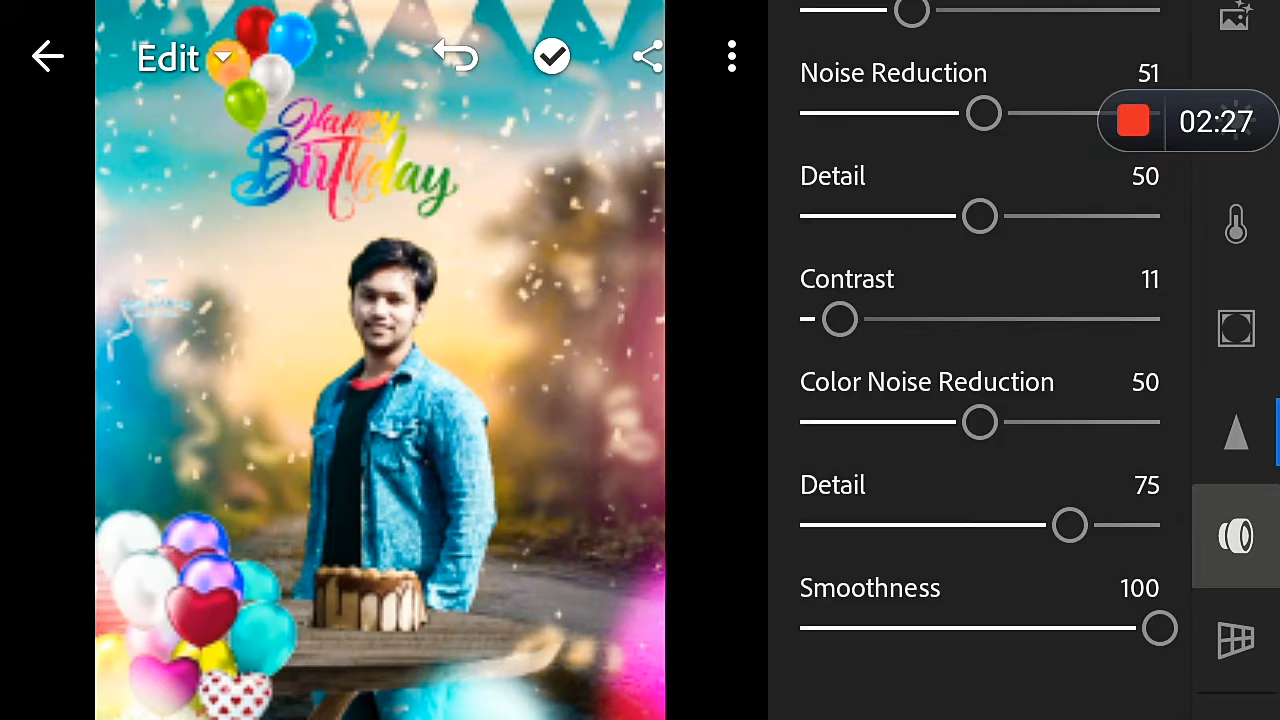 Edit
Happy
Birthday
Noise Reduction 51
02:27
Detail 50
Contrast 11
Color Noise Reduction 50
Detail 75
Smoothness 100